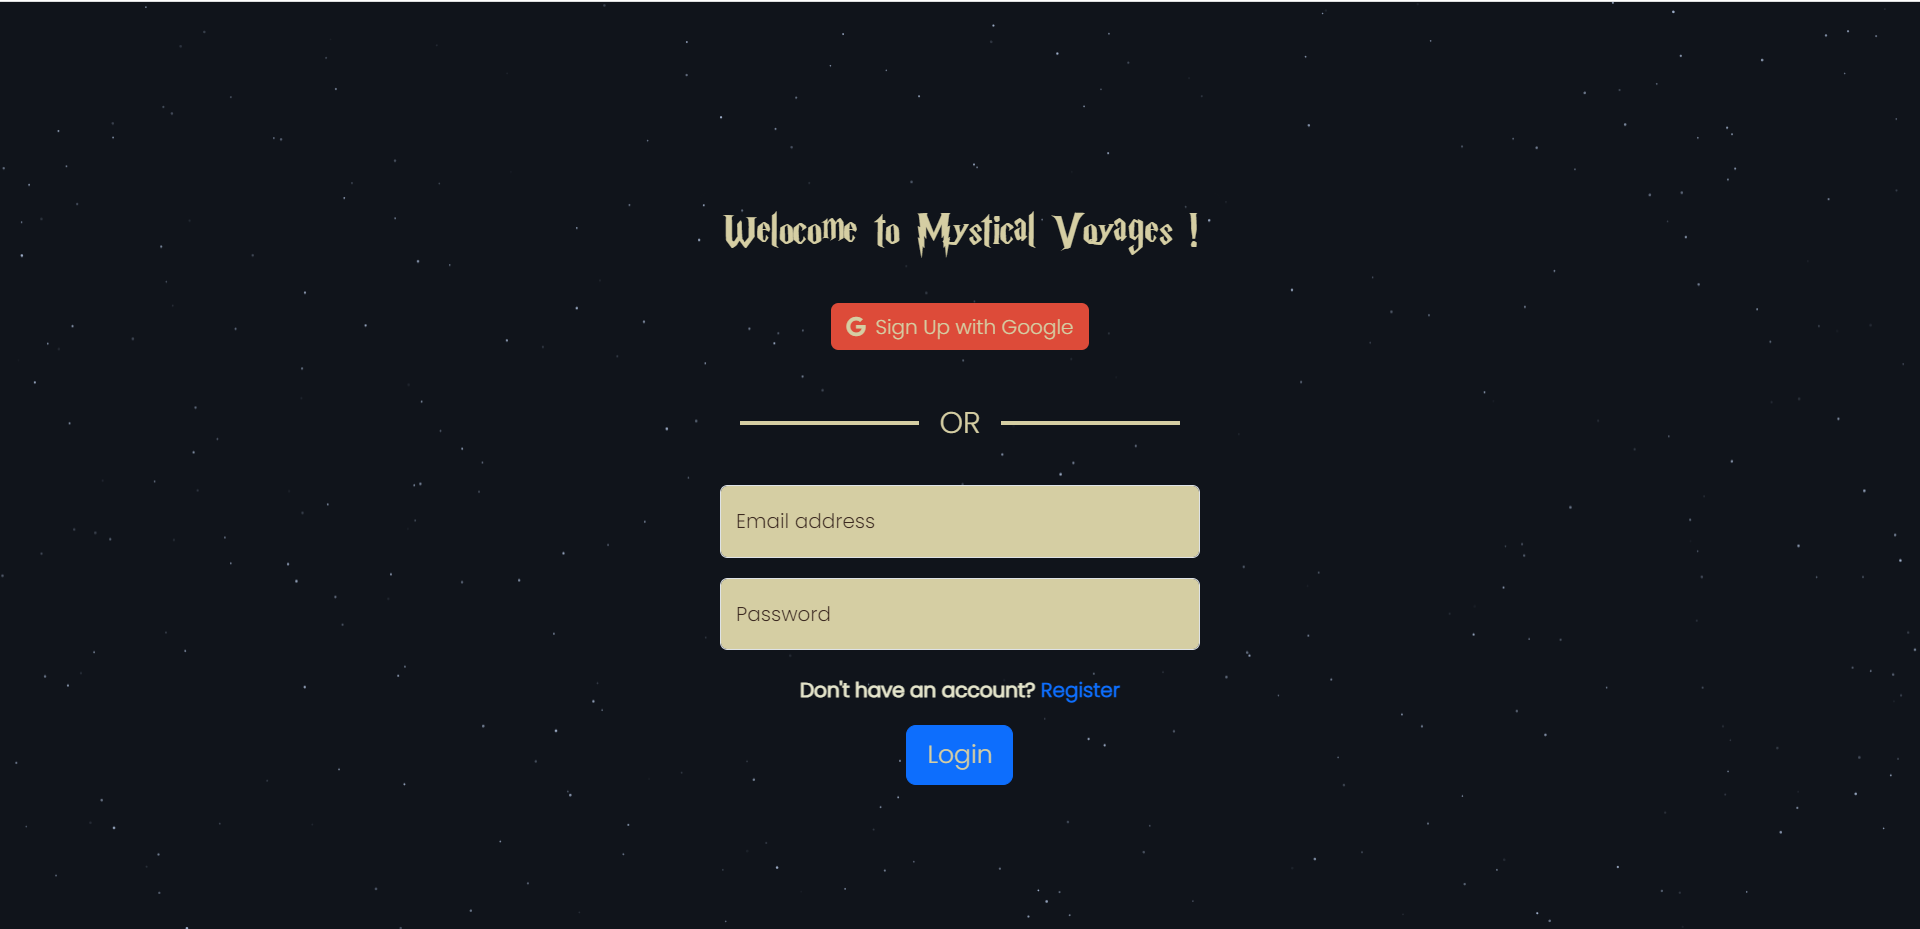 Welocome to Mystical Voyages !
Sign Up with Google
OR
Email address
Password
Don't have an account? Register
Login